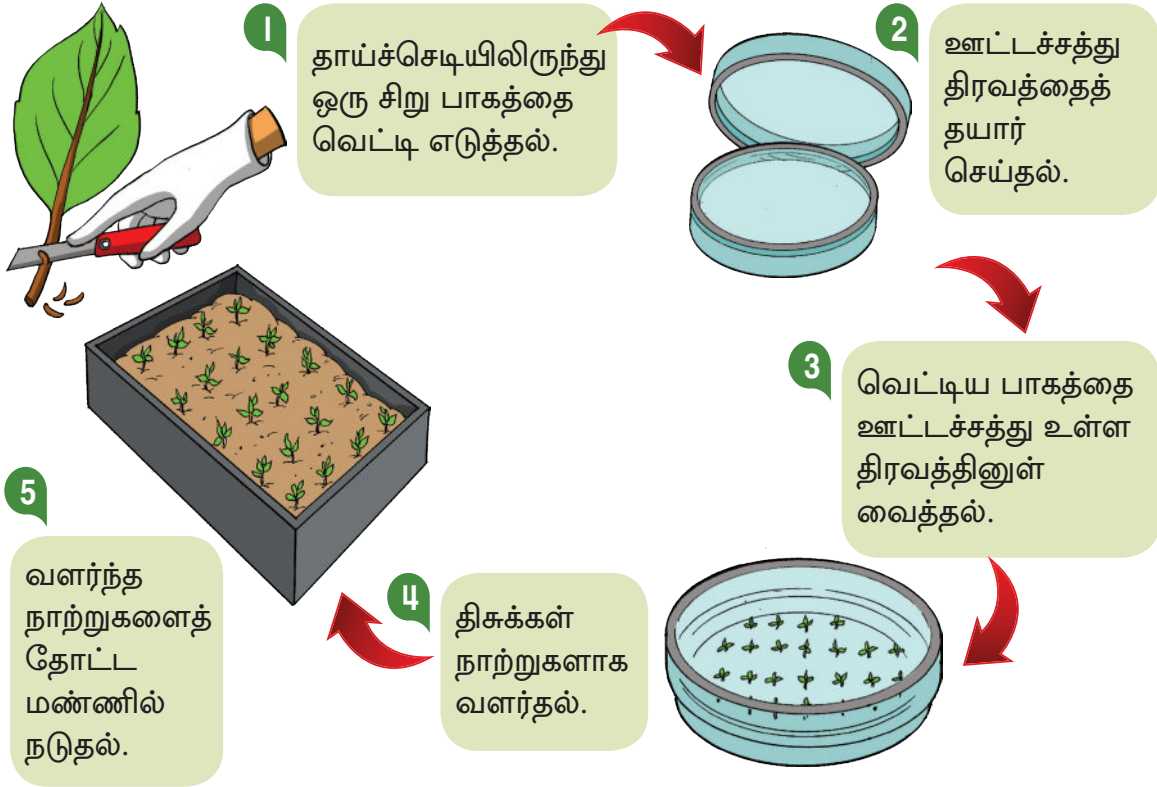 1
தாய்ச்செடியிலிருந்து
ஒரு சிறு பாகத்தை
வெட்டி எடுத்தல்.
2
ஊட்டச்சத்து
திரவத்தைத்
தயார்
செய்தல்.
3
வெட்டிய பாகத்தை
ஊட்டச்சத்து உள்ள
திரவத்தினுள்
வைத்தல்.
4
திசுக்கள்
நாற்றுகளாக
வளர்தல்.
5
வளர்ந்த
நாற்றுகளைத்
தோட்ட
மண்ணில்
நடுதல்.